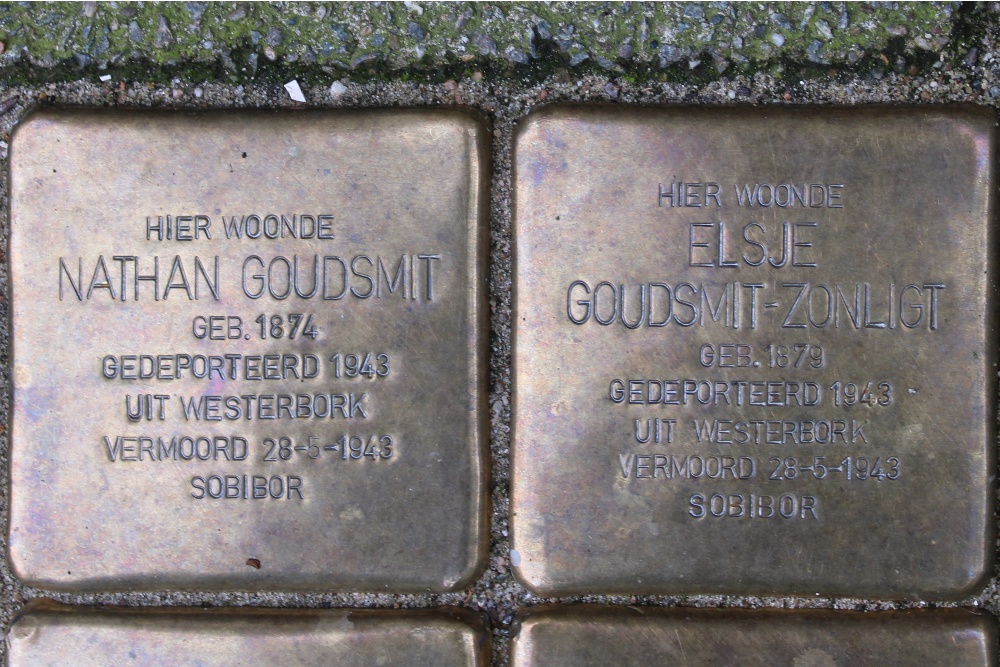 HIER WOONDE
NATHAN GOUDSMIT
GEB. 1874
GEDEPORTEERD 1943
UIT WESTERBORK
VERMOORD 28-5-1943
SOBIBOR
HIER WOONDE
ELSJE
GOUDSMIT-ZONLIGT
GEB. 1879
GEDEPORTEERD 1943
UIT WESTERBORK
VERMOORD 28-5-1943
SOBIBOR